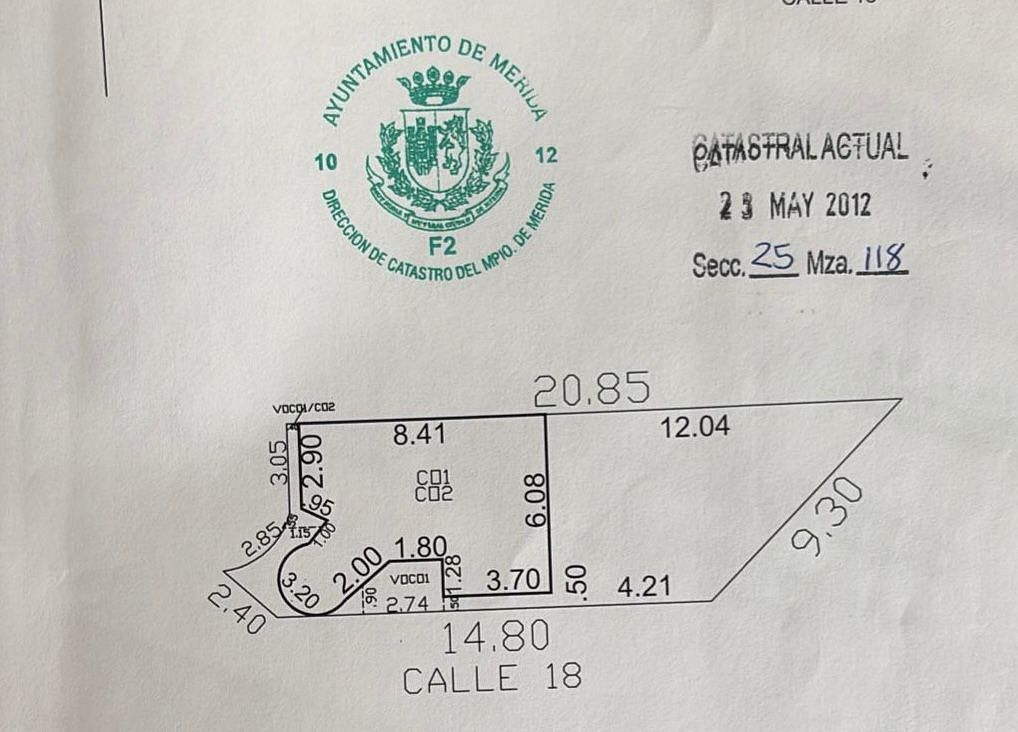 AYUNTAMIENTO DE MERIDA
10
12
F2
DIRECCION DE CATASTRO DEL MPIO. DE MERIDA
CATASTRAL ACTUAL
23 MAY 2012
Secc. 25 Mza. 118
20.85
VOC01/C02
8.41
12.04
3.05
2.90
C01
C02
6.08
.95
9.30
1.15
1.00
2.85
3.20
2.00
1.80
VOC01
1.28
3.70
.50
4.21
2.40
.90
2.74
.50
14.80
CALLE 18